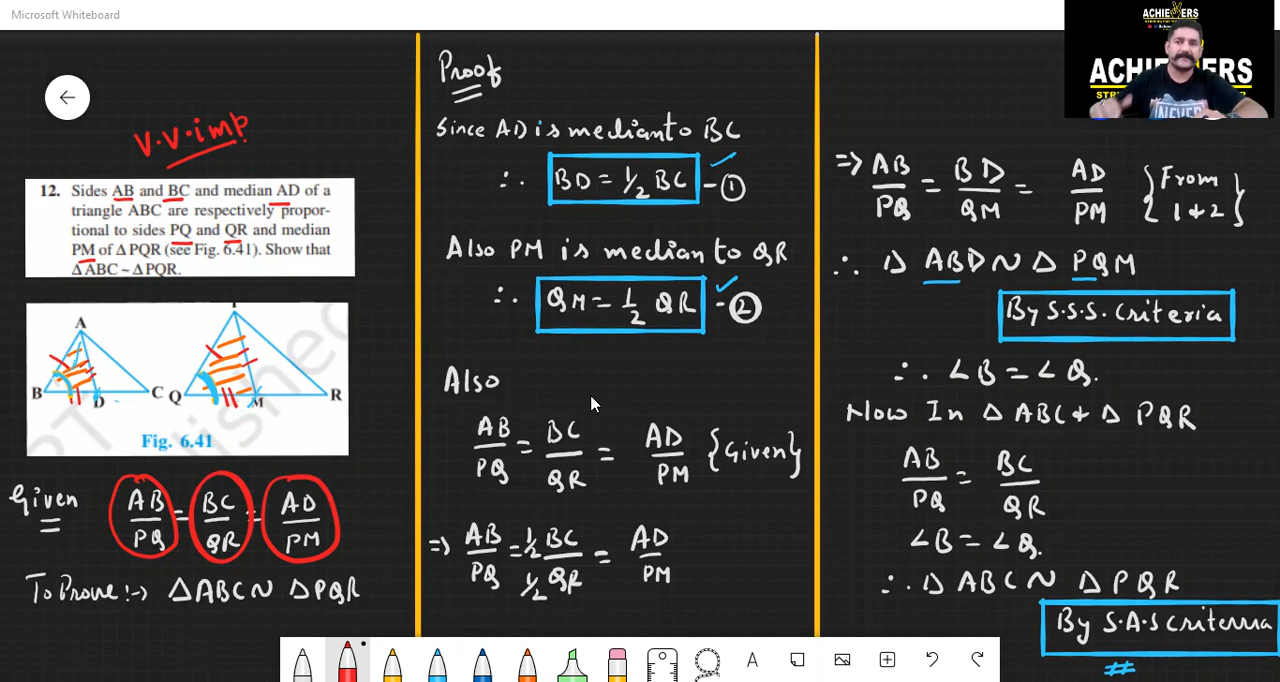 Microsoft Whiteboard
V.V.imp
12. Sides AB and BC and median AD of a
triangle ABC are respectively propor-
tional to sides PQ and QR and median
PM of Δ PQR (see Fig. 6.41). Show that
Δ ABC ~ Δ PQR.
A
B
D
C
Q
M
R
Fig. 6.41
Given AB/PQ = BC/QR = AD/PM
To Prove :-> ΔABC ~ ΔPQR
Proof
Since AD is median to BC
∴ BD = 1/2 BC - ①
Also PM is median to QR
∴ QM = 1/2 QR - ②
Also
AB/PQ = BC/QR = AD/PM {Given}
=> AB/PQ = 1/2 BC / 1/2 QR = AD/PM
=> AB/PQ = BD/QM = AD/PM {From 1 & 2}
∴ Δ ABD ~ Δ PQM
By S.S.S. Criteria
∴ ∠B = ∠Q.
Now In Δ ABC & Δ PQR
AB/PQ = BC/QR
∠B = ∠Q.
∴ Δ ABC ~ Δ PQR
By S.A.S criterria
#
ACHIEVERS
A